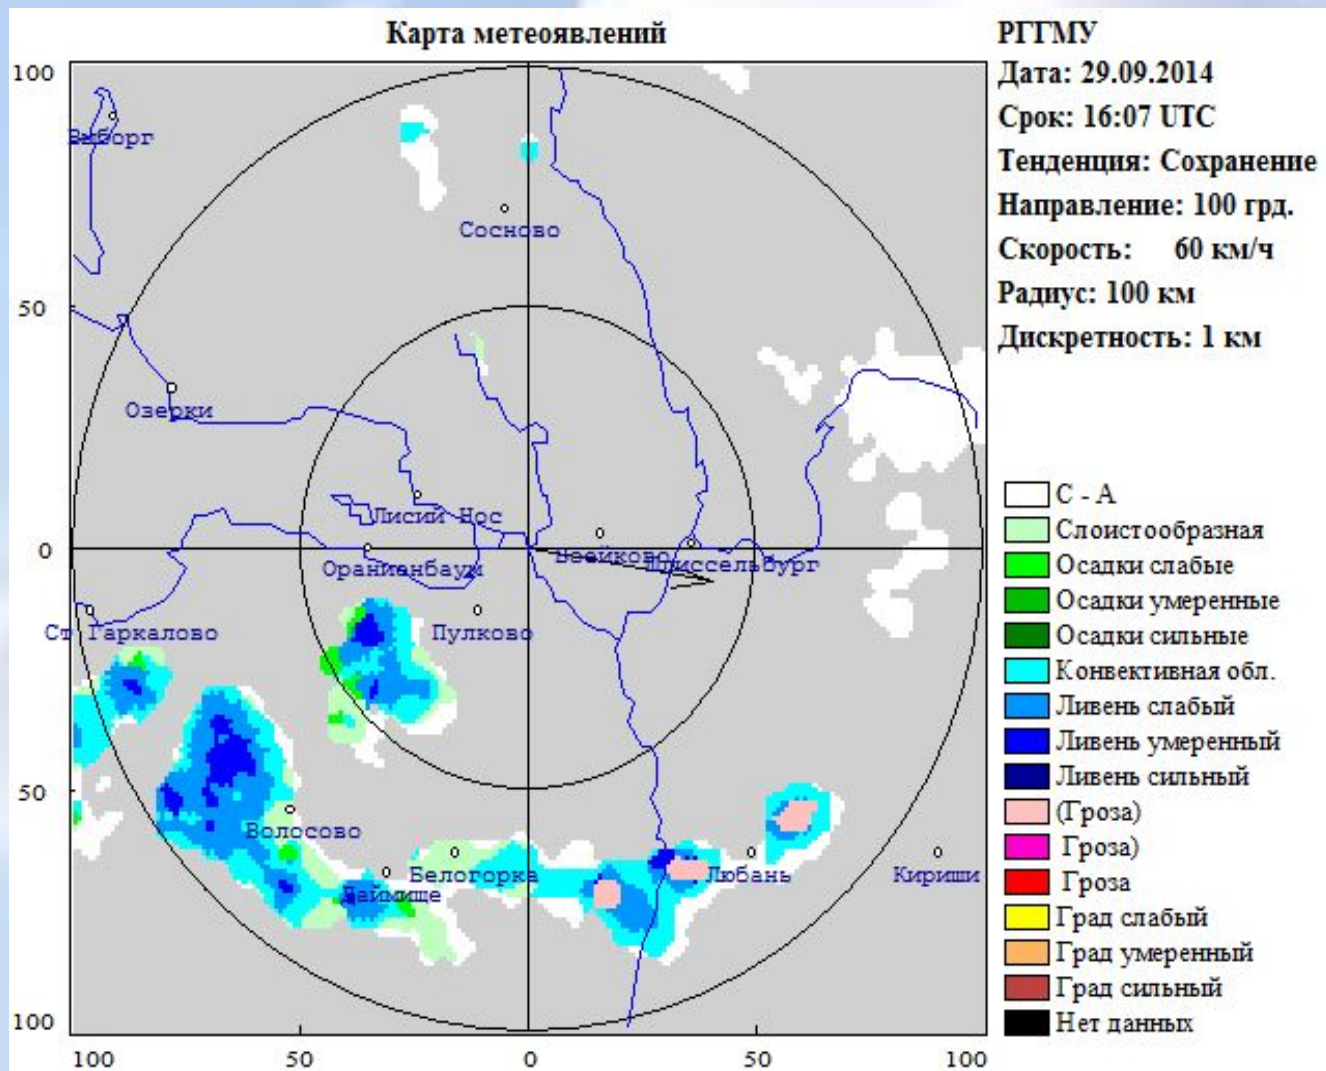 Карта метеоявлений
РГГМУ
Дата: 29.09.2014
Срок: 16:07 UTC
Тенденция: Сохранение
Направление: 100 грд.
Скорость: 60 км/ч
Радиус: 100 км
Дискретность: 1 км
100
50
0
50
100
100
50
0
50
100
Выборг
Сосново
Озерки
Лисий Нос
Ораниенбаум
Воейково
Шлиссельбург
Ст Гаркалово
Пулково
Волосово
Даймище
Белогорка
Любань
Кириши
С - А
Слоистообразная
Осадки слабые
Осадки умеренные
Осадки сильные
Конвективная обл.
Ливень слабый
Ливень умеренный
Ливень сильный
(Гроза)
Гроза)
Гроза
Град слабый
Град умеренный
Град сильный
Нет данных